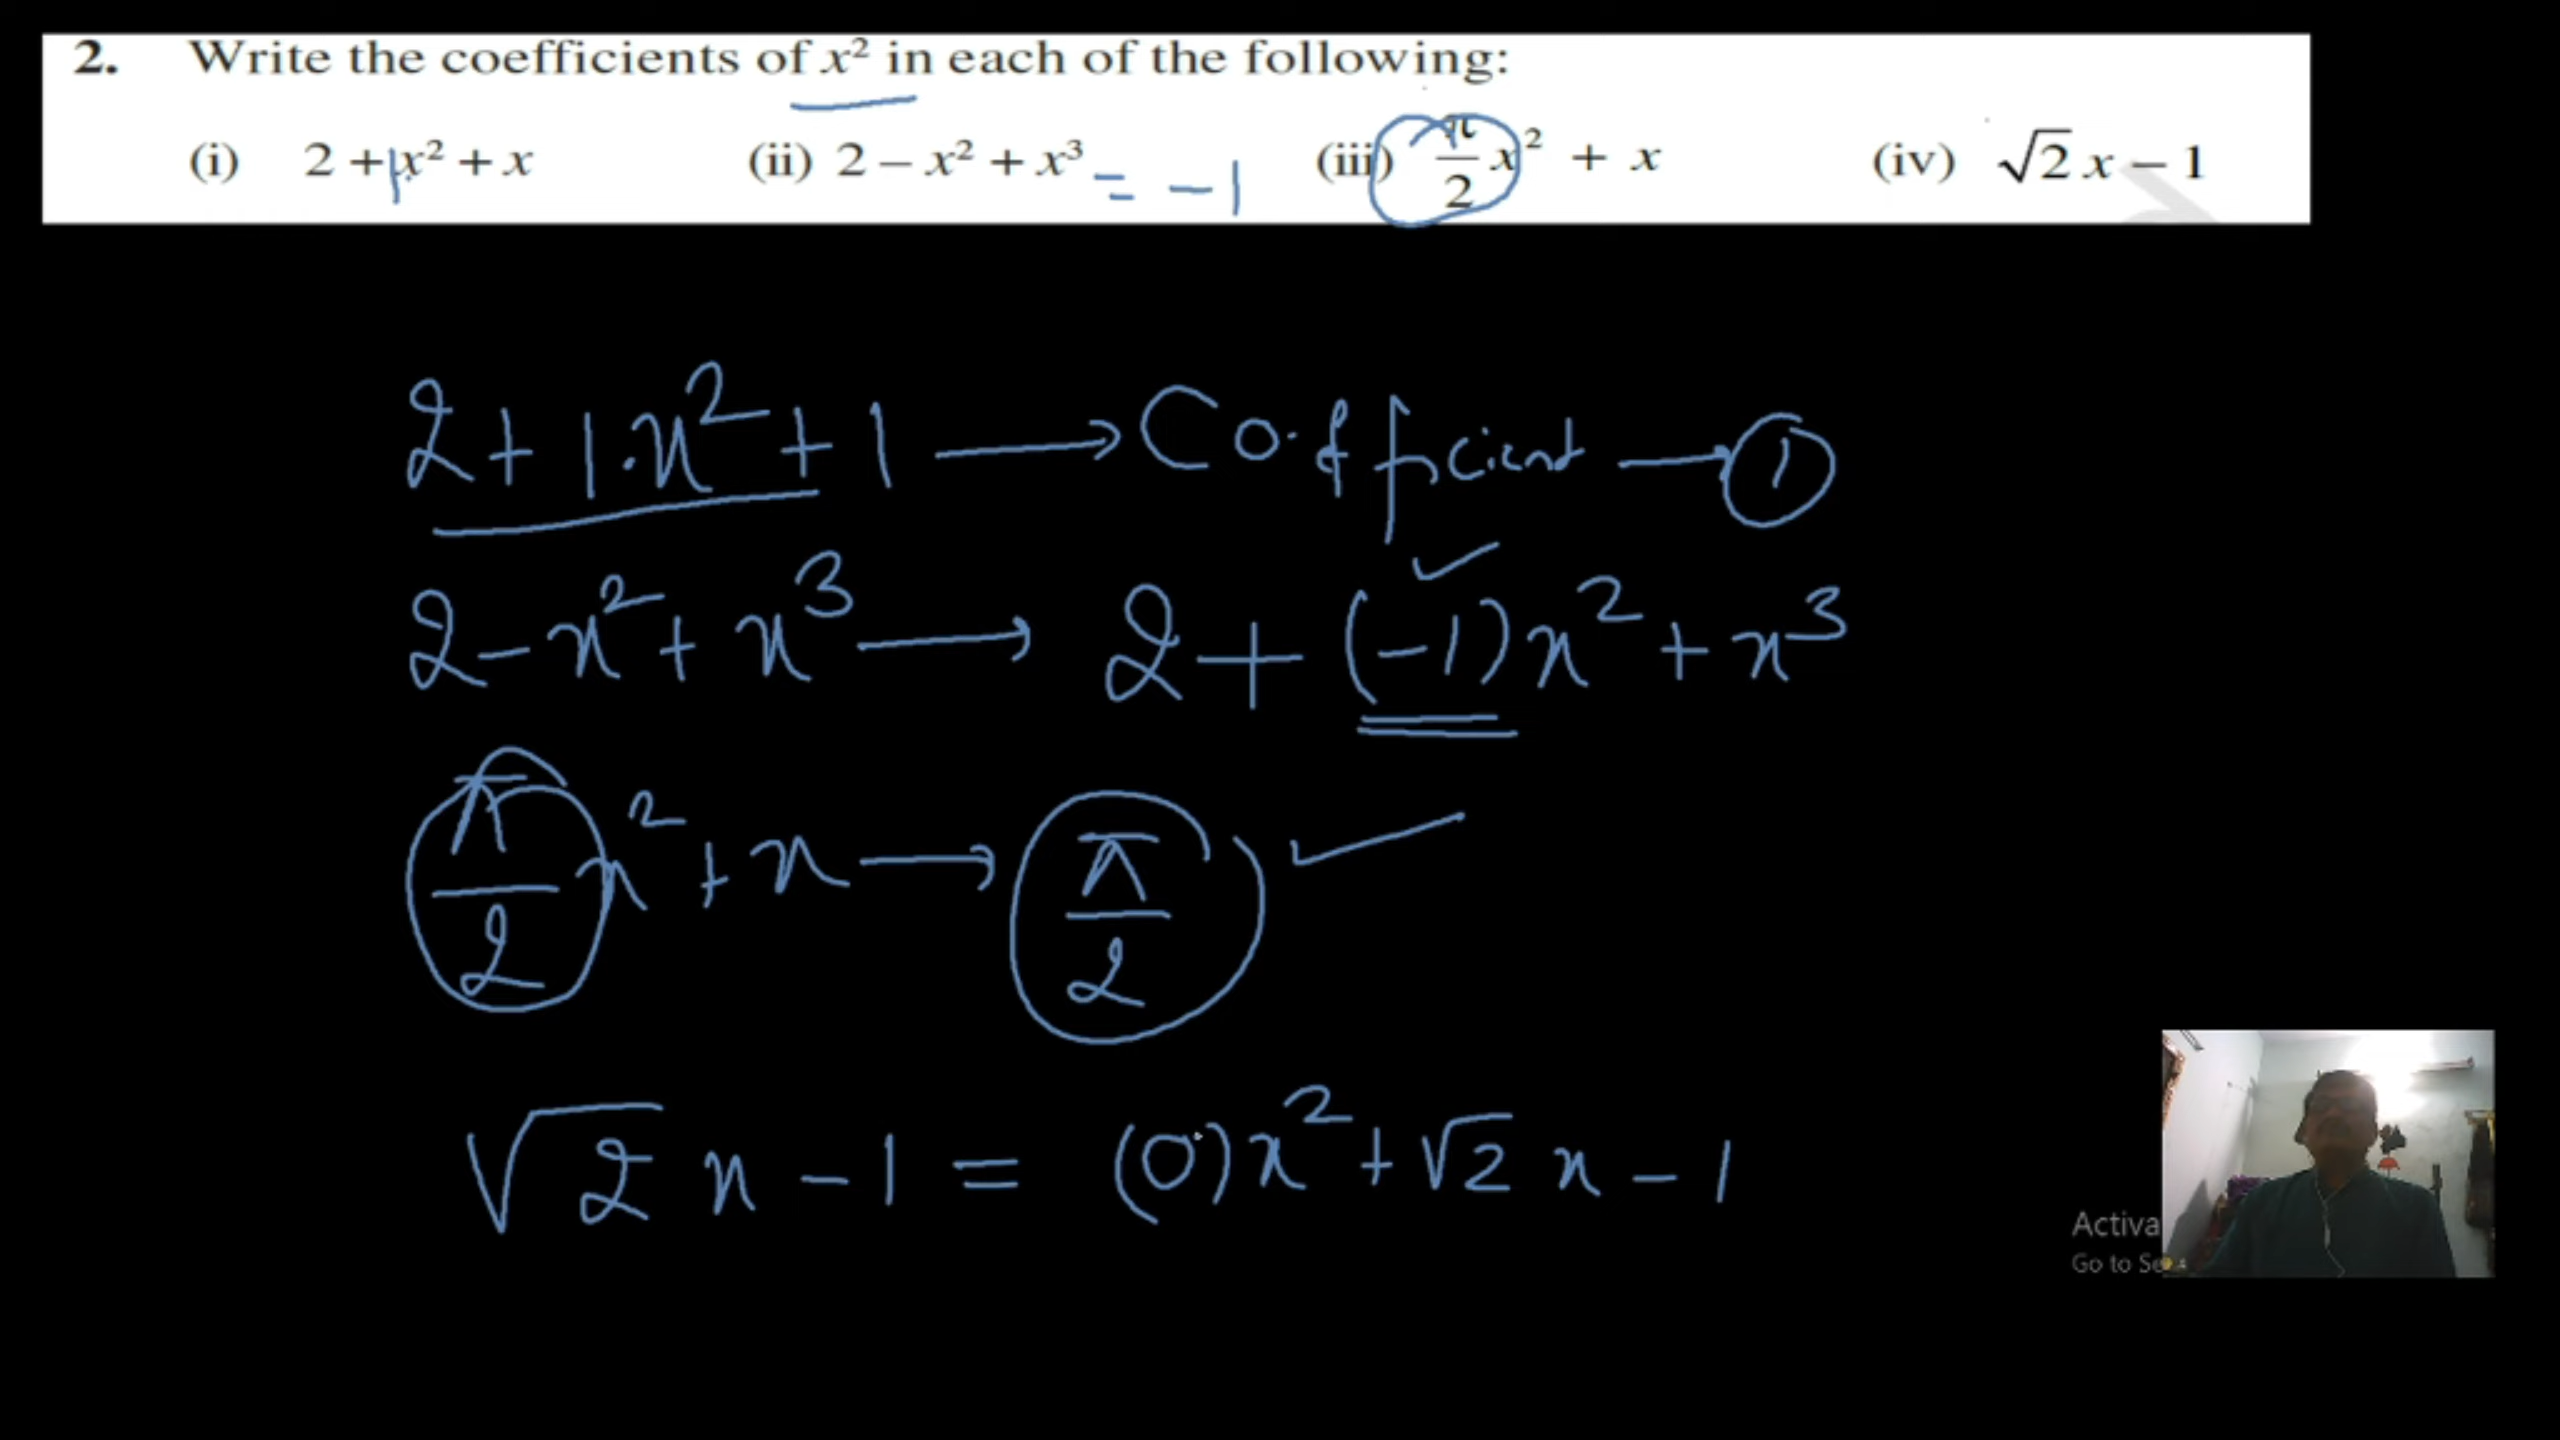 2. Write the coefficients of x² in each of the following:
(i) 2 + 1x² + x (ii) 2 – x² + x³ = -1 (iii) π/2 x² + x (iv) √2 x – 1
2 + 1·x² + 1 → Co.efficient → 1
2 - x² + x³ → 2 + (-1)x² + x³ ✓
π/2 x² + x → π/2 ✓
√2 x - 1 = (0)x² + √2 x - 1
Activa
Go to Se